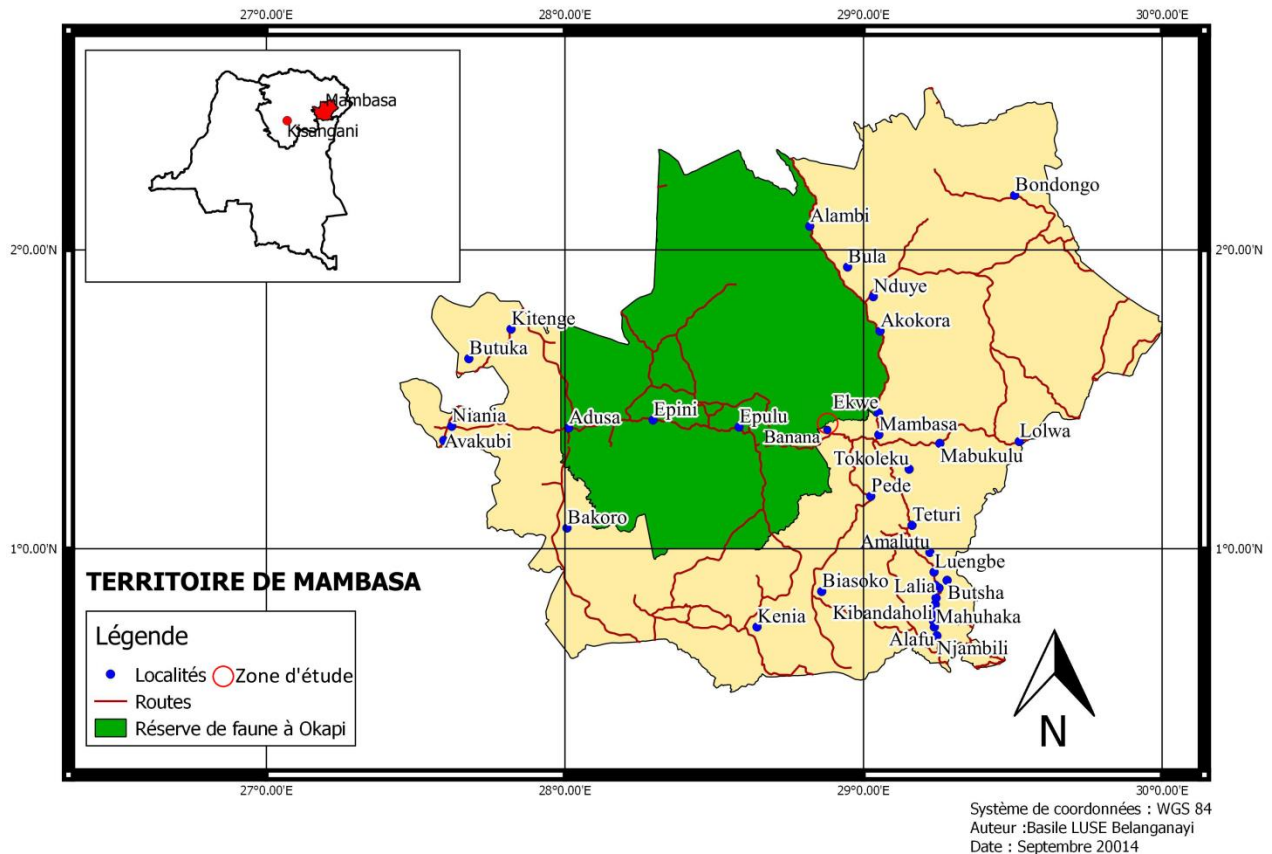 27°0.00'E 28°0.00'E 29°0.00'E 30°0.00'E
Mambasa
Kisangani
Bondongo
Alambi
2°0.00'N 2°0.00'N
Bula
Nduye
Kitenge
Akokora
Butuka
Niania
Ekwe
Adusa
Epini
Epulu
Mambasa
Lolwa
Avakubi
Banana
Mabukulu
Tokoleku
Pede
Bakoro
Teturi
1°0.00'N 1°0.00'N
Amalutu
Luengbe
TERRITOIRE DE MAMBASA
Biasoko
Lalia
Butsha
Kenia
Kibandaholi
Mahuhaka
Alafu
Njambili
Légende
Localités Zone d'étude
Routes
Réserve de faune à Okapi
N
27°0.00'E 28°0.00'E 29°0.00'E 30°0.00'E
Système de coordonnées : WGS 84
Auteur :Basile LUSE Belanganayi
Date : Septembre 20014